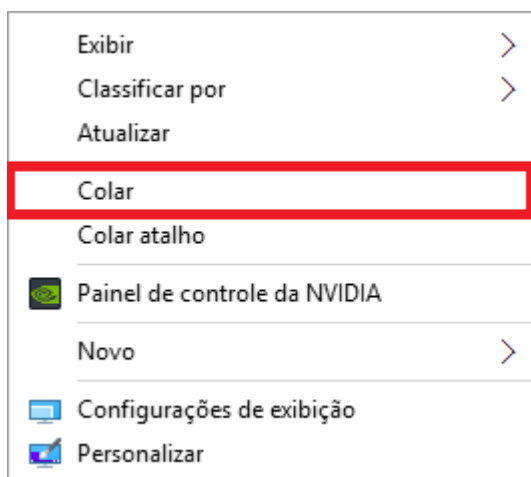 Exibir
Classificar por
Atualizar
Colar
Colar atalho
Painel de controle da NVIDIA
Novo
Configurações de exibição
Personalizar